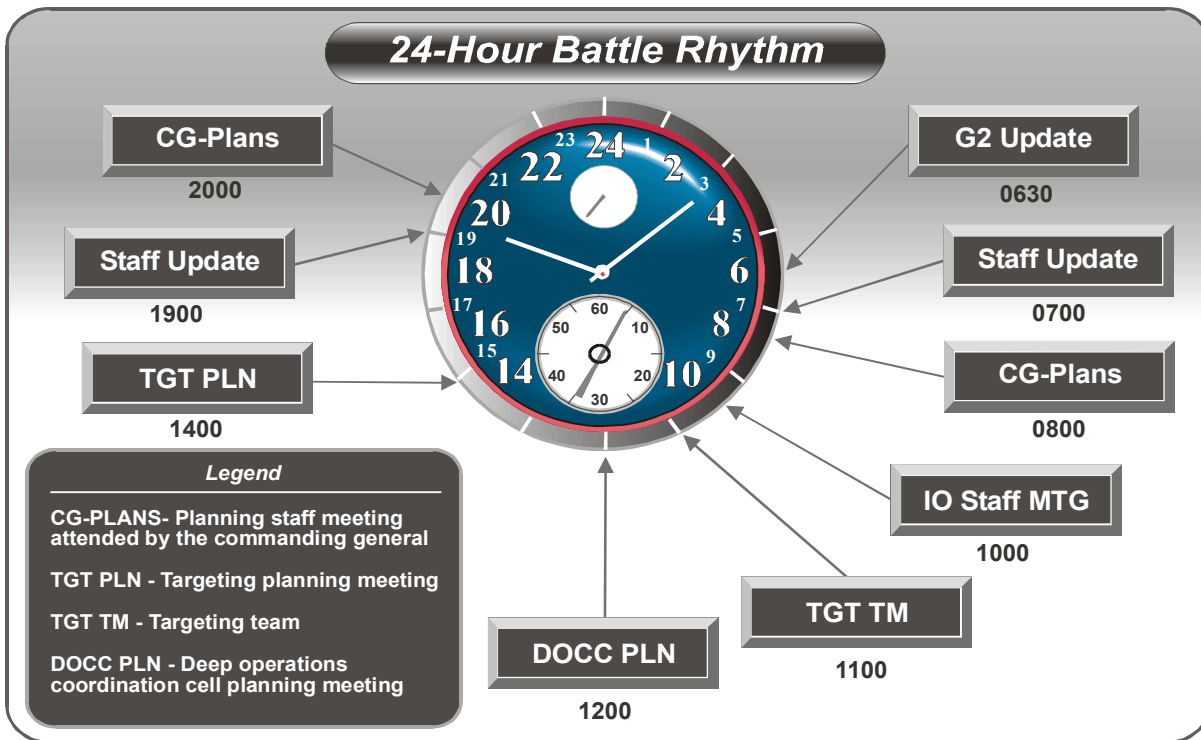 24-Hour Battle Rhythm
CG-Plans
2000
Staff Update
1900
TGT PLN
1400
G2 Update
0630
Staff Update
0700
CG-Plans
0800
IO Staff MTG
1000
TGT TM
1100
DOCC PLN
1200
24
1
2
3
4
5
6
7
8
9
10
14
15
16
17
18
19
20
21
22
23
60
10
20
30
40
50
Legend
CG-PLANS- Planning staff meeting
attended by the commanding general
TGT PLN - Targeting planning meeting
TGT TM - Targeting team
DOCC PLN - Deep operations
coordination cell planning meeting